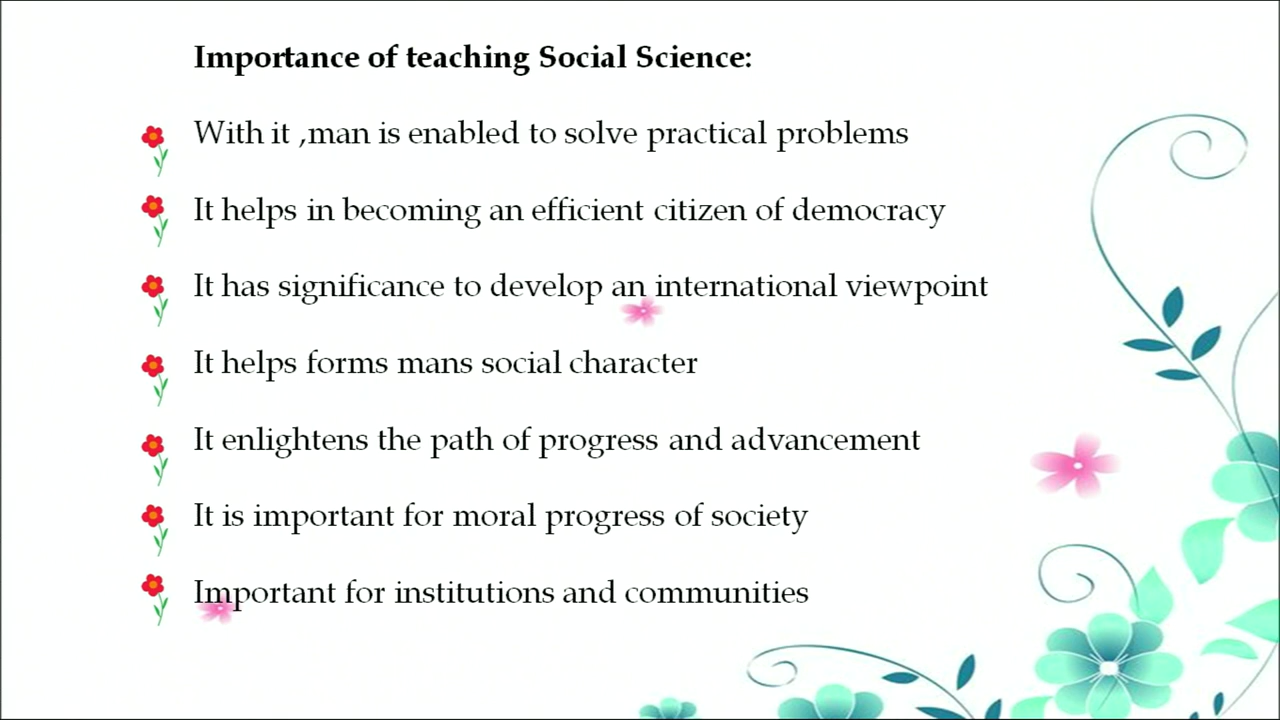 Importance of teaching Social Science:
With it ,man is enabled to solve practical problems
It helps in becoming an efficient citizen of democracy
It has significance to develop an international viewpoint
It helps forms mans social character
It enlightens the path of progress and advancement
It is important for moral progress of society
Important for institutions and communities